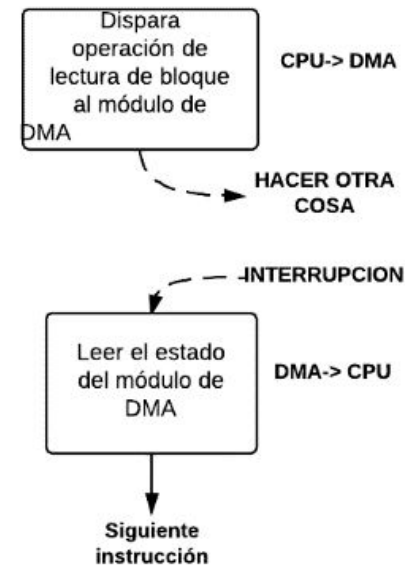 Dispara
operación de
lectura de bloque
al módulo de
DMA
CPU-> DMA
HACER OTRA
COSA
INTERRUPCION
Leer el estado
del módulo de
DMA
DMA-> CPU
Siguiente
instrucción